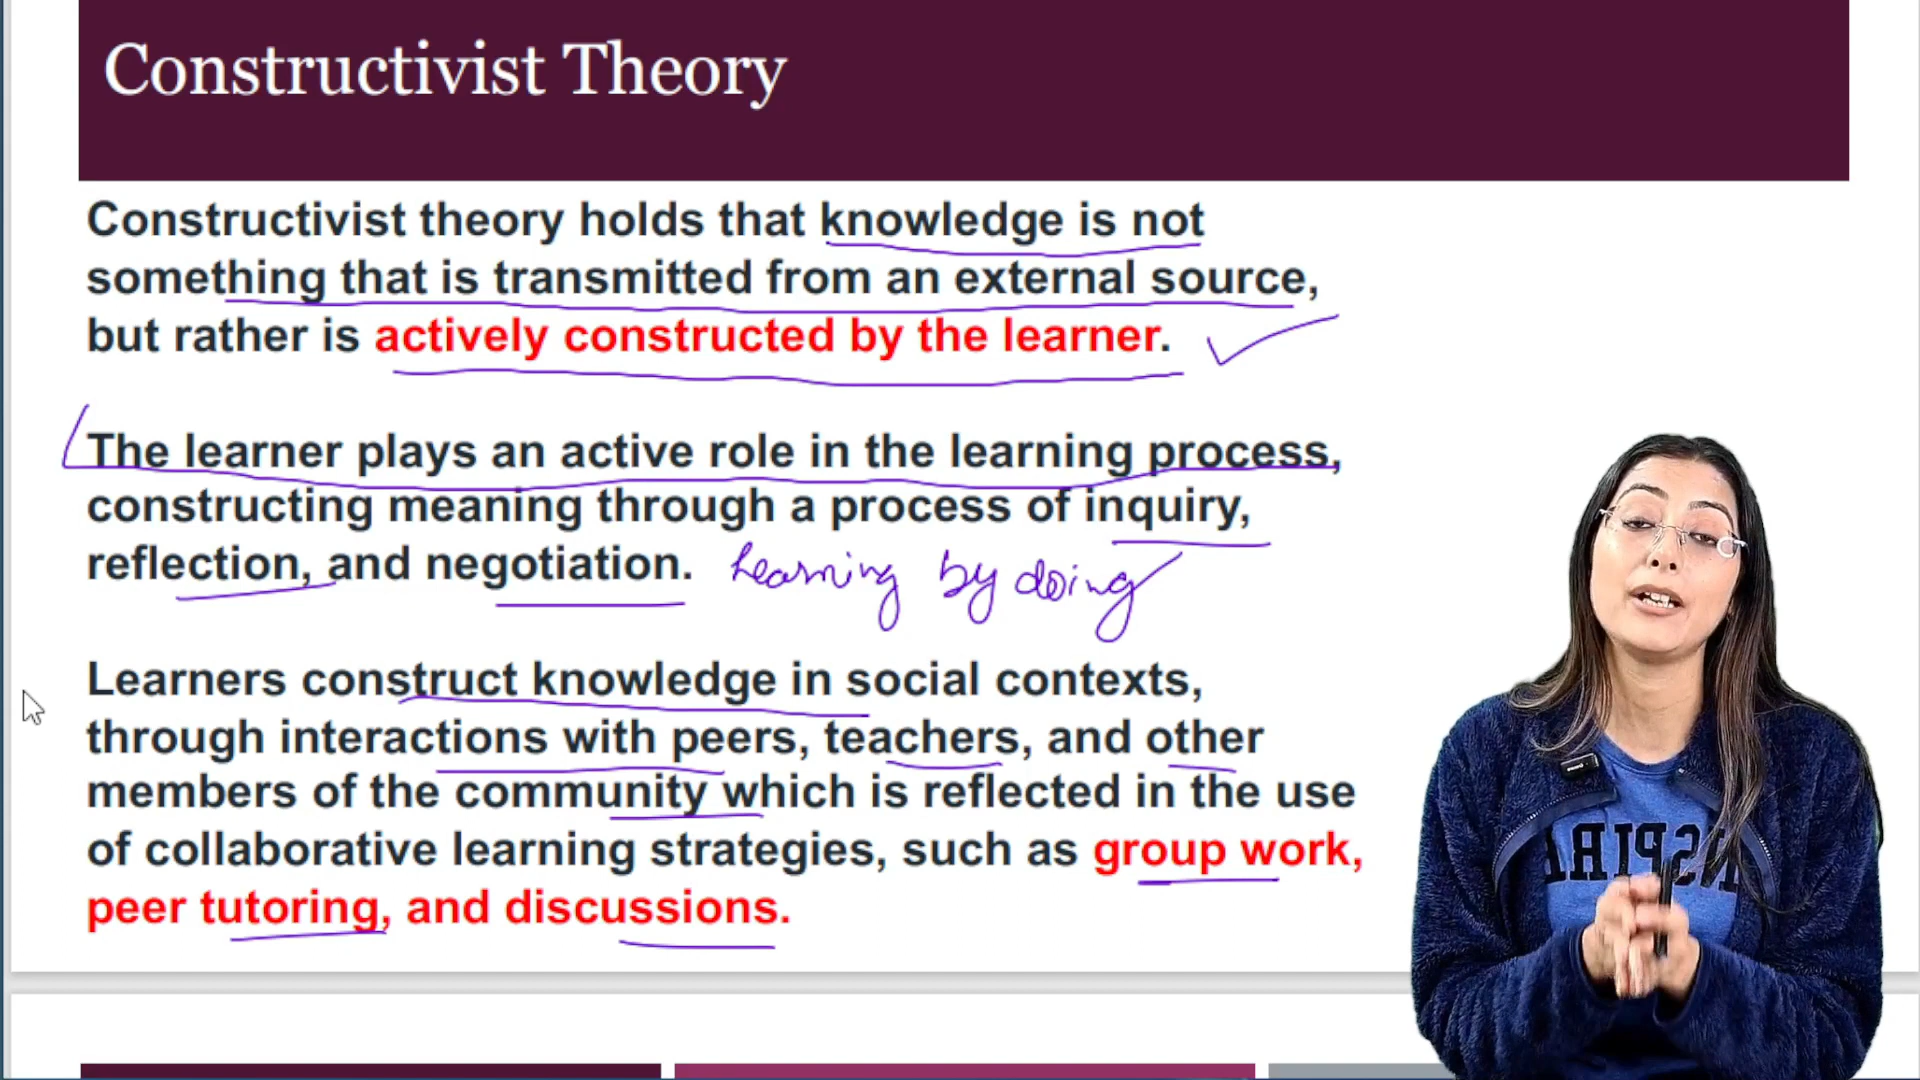 Constructivist Theory
Constructivist theory holds that knowledge is not
something that is transmitted from an external source,
but rather is actively constructed by the learner.
The learner plays an active role in the learning process,
constructing meaning through a process of inquiry,
reflection, and negotiation. Learning by doing
Learners construct knowledge in social contexts,
through interactions with peers, teachers, and other
members of the community which is reflected in the use
of collaborative learning strategies, such as group work,
peer tutoring, and discussions.